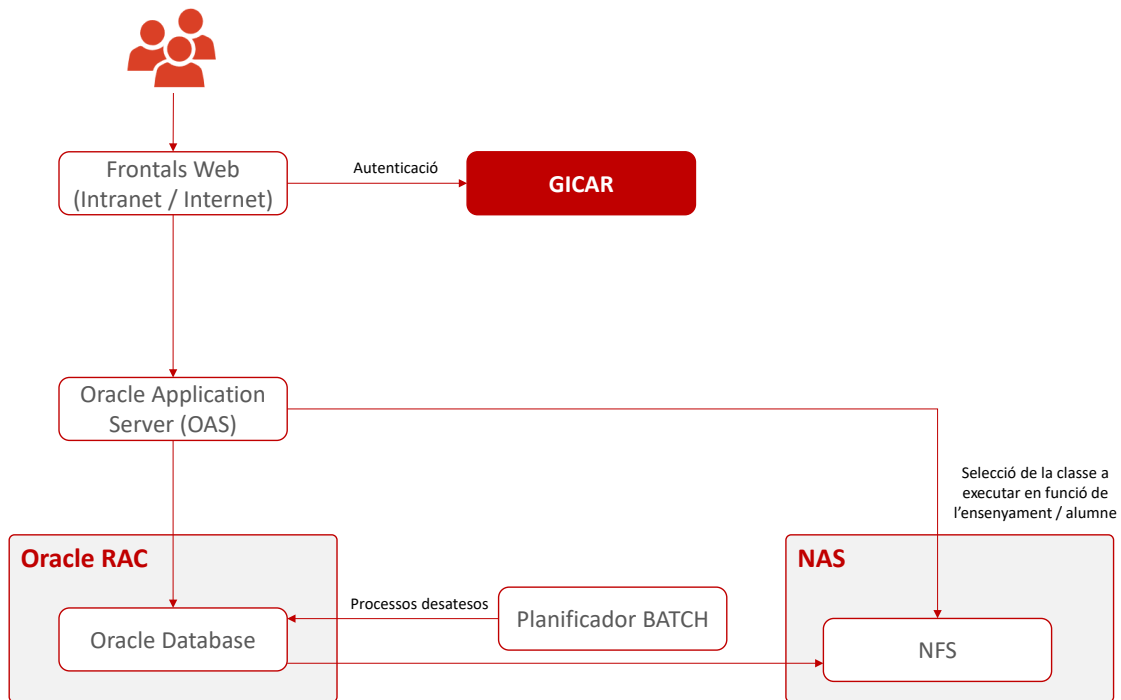 Frontals Web
(Intranet / Internet)
Autenticació
GICAR
Oracle Application
Server (OAS)
Selecció de la classe a
executar en funció de
l'ensenyament / alumne
Oracle RAC
NAS
Processos desatesos
Planificador BATCH
Oracle Database
NFS